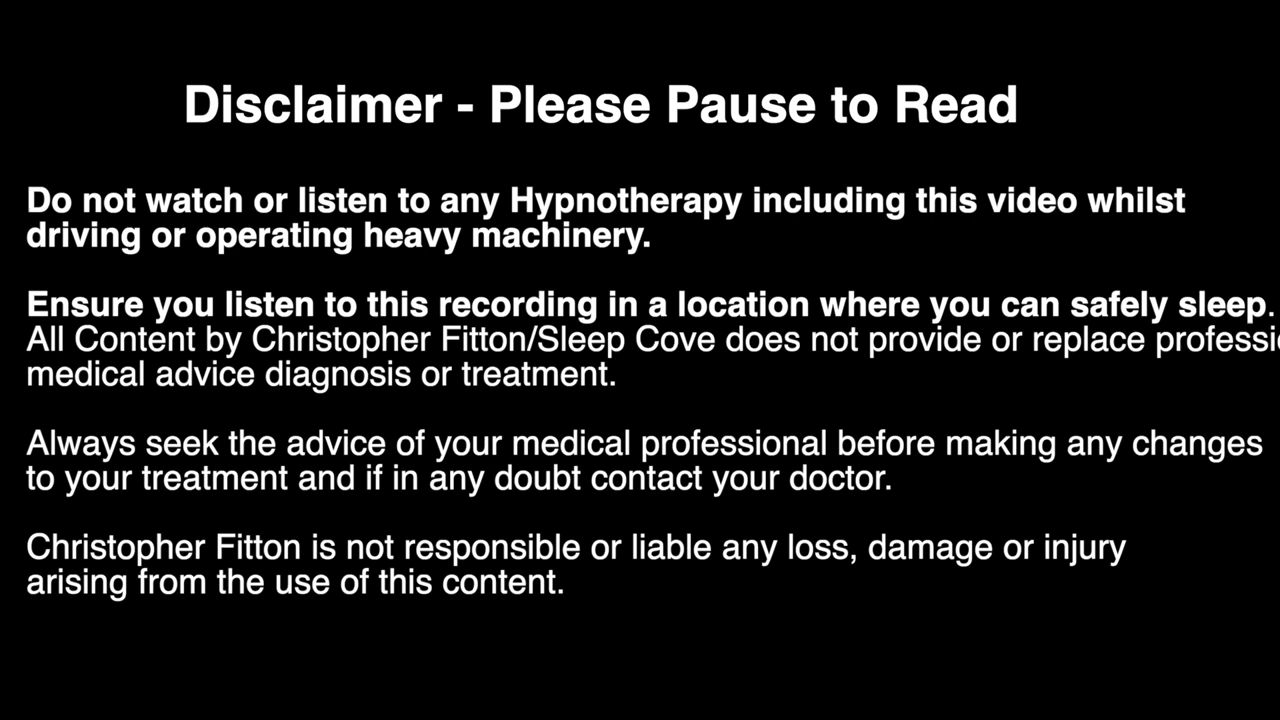 Disclaimer - Please Pause to Read
Do not watch or listen to any Hypnotherapy including this video whilst
driving or operating heavy machinery.
Ensure you listen to this recording in a location where you can safely sleep.
All Content by Christopher Fitton/Sleep Cove does not provide or replace
medical advice diagnosis or treatment.
Always seek the advice of your medical professional before making any changes
to your treatment and if in any doubt contact your doctor.
Christopher Fitton is not responsible or liable any loss, damage or injury
arising from the use of this content.